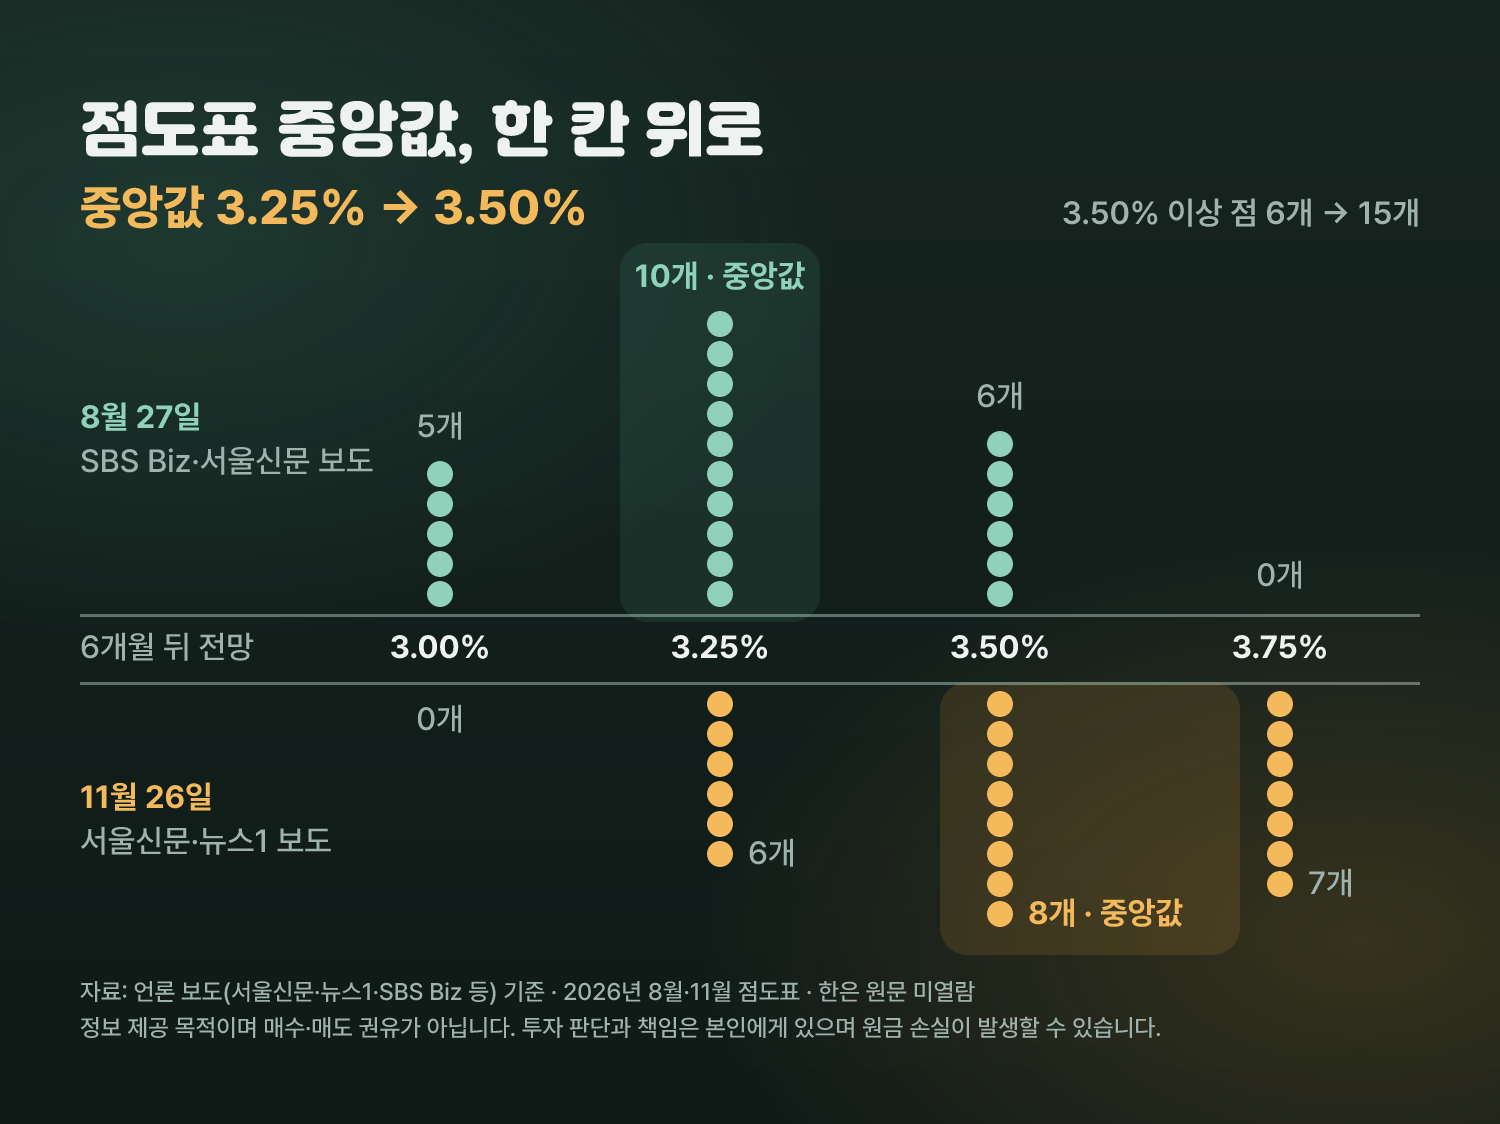 점도표 중앙값, 한 칸 위로
중앙값 3.25% → 3.50%
3.50% 이상 점 6개 → 15개
10개 · 중앙값
8월 27일
SBS Biz·서울신문 보도
5개
6개
0개
6개월 뒤 전망
3.00%
3.25%
3.50%
3.75%
0개
11월 26일
서울신문·뉴스1 보도
6개
8개 · 중앙값
7개
자료: 언론 보도(서울신문·뉴스1·SBS Biz 등) 기준 · 2026년 8월·11월 점도표 · 한은 원문 미열람
정보 제공 목적이며 매수·매도 권유가 아닙니다. 투자 판단과 책임은 본인에게 있으며 원금 손실이 발생할 수 있습니다.